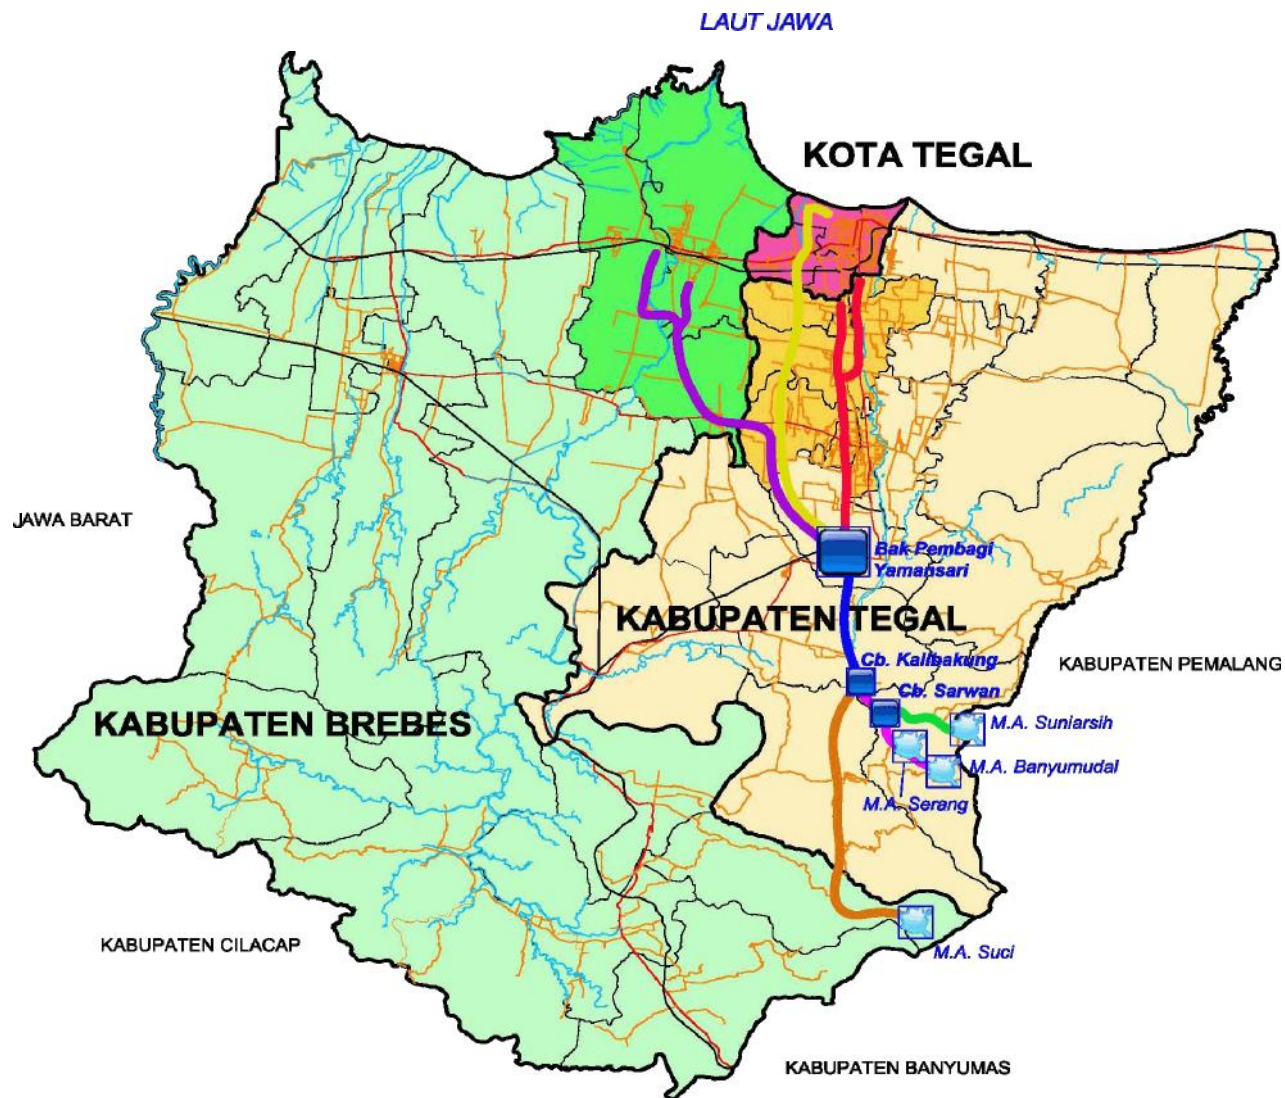 LAUT JAWA
KOTA TEGAL
JAWA BARAT
Bak Pembagi
Yamansari
KABUPATEN TEGAL
Cb. Kalibakung
KABUPATEN PEMALANG
Cb. Sarwan
KABUPATEN BREBES
M.A. Suniarsih
M.A. Banyumudal
M.A. Serang
KABUPATEN CILACAP
M.A. Suci
KABUPATEN BANYUMAS